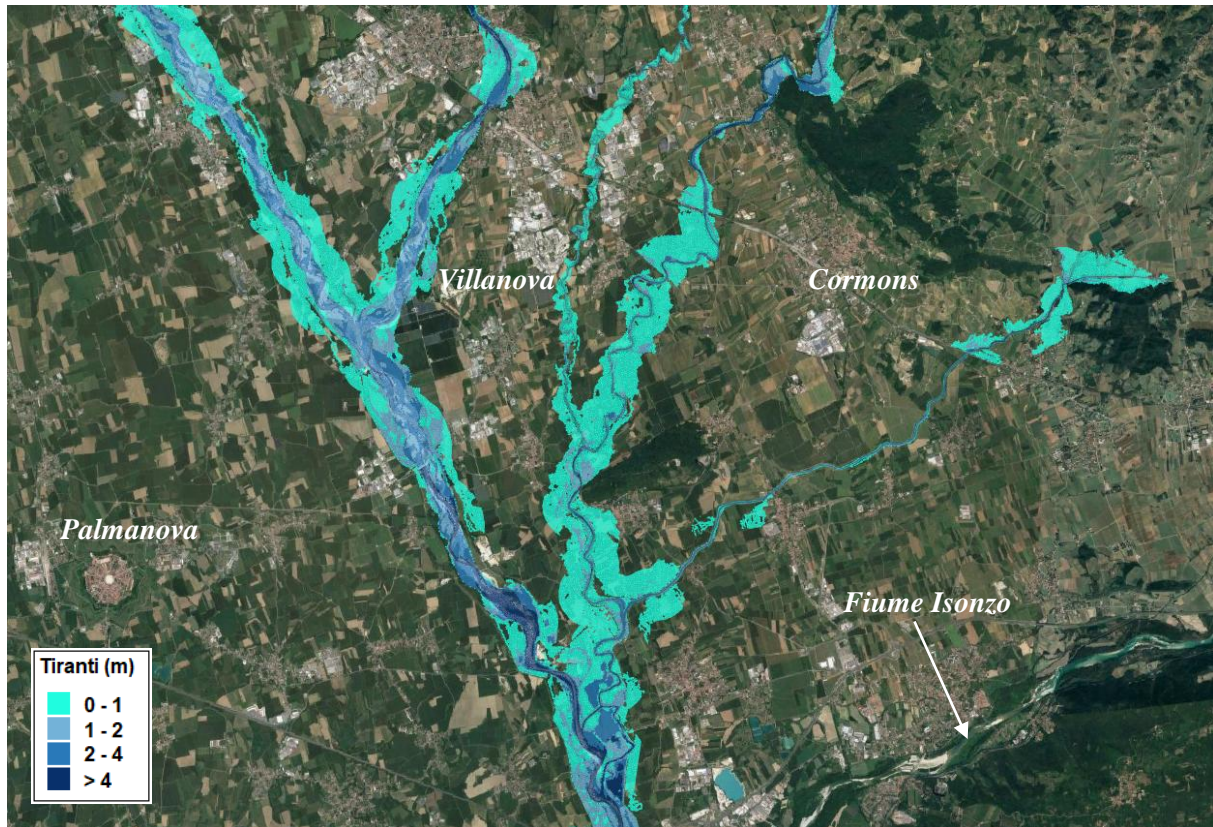 Villanova
Cormons
Palmanova
Fiume Isonzo
Tiranti (m)
0 - 1
1 - 2
2 - 4
> 4